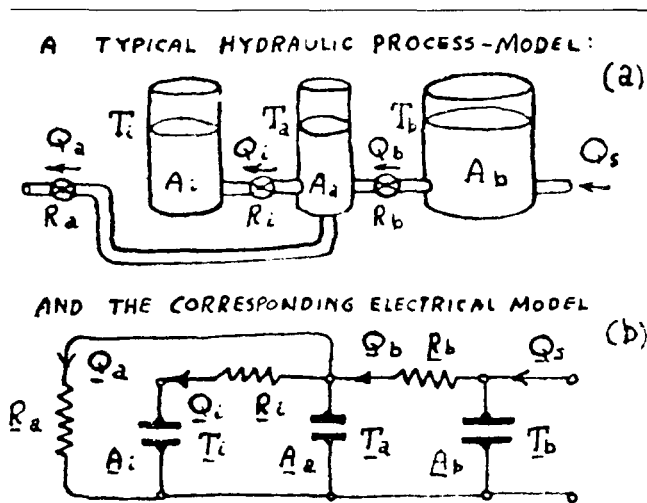 A TYPICAL HYDRAULIC PROCESS-MODEL:
(a)
Ti Ta Tb
Qa Qi Qb Qs
Ai Aa Ab
Ra Ri Rb
AND THE CORRESPONDING ELECTRICAL MODEL
(b)
Qa Qb Rb Qs
Qi Ri
Ra Ti Ta Tb
Ai Aa Ab